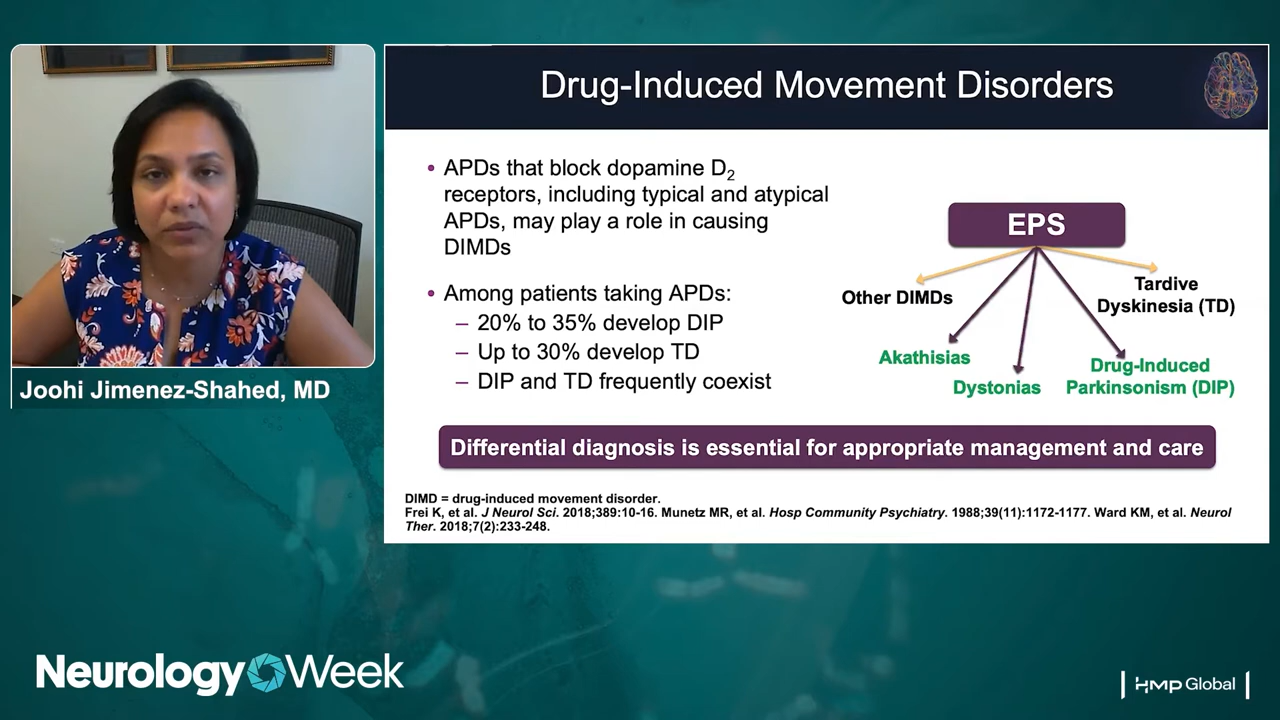 Drug-Induced Movement Disorders
• APDs that block dopamine D2
receptors, including typical and atypical
APDs, may play a role in causing
DIMDs
• Among patients taking APDs:
– 20% to 35% develop DIP
– Up to 30% develop TD
– DIP and TD frequently coexist
EPS
Other DIMDs
Akathisias
Dystonias
Drug-Induced
Parkinsonism (DIP)
Tardive
Dyskinesia (TD)
Differential diagnosis is essential for appropriate management and care
DIMD = drug-induced movement disorder.
Frei K, et al. J Neurol Sci. 2018;389:10-16. Munetz MR, et al. Hosp Community Psychiatry. 1988;39(11):1172-1177. Ward KM, et al. Neurol
Ther. 2018;7(2):233-248.
Joohi Jimenez-Shahed, MD
Neurology Week
HMP Global